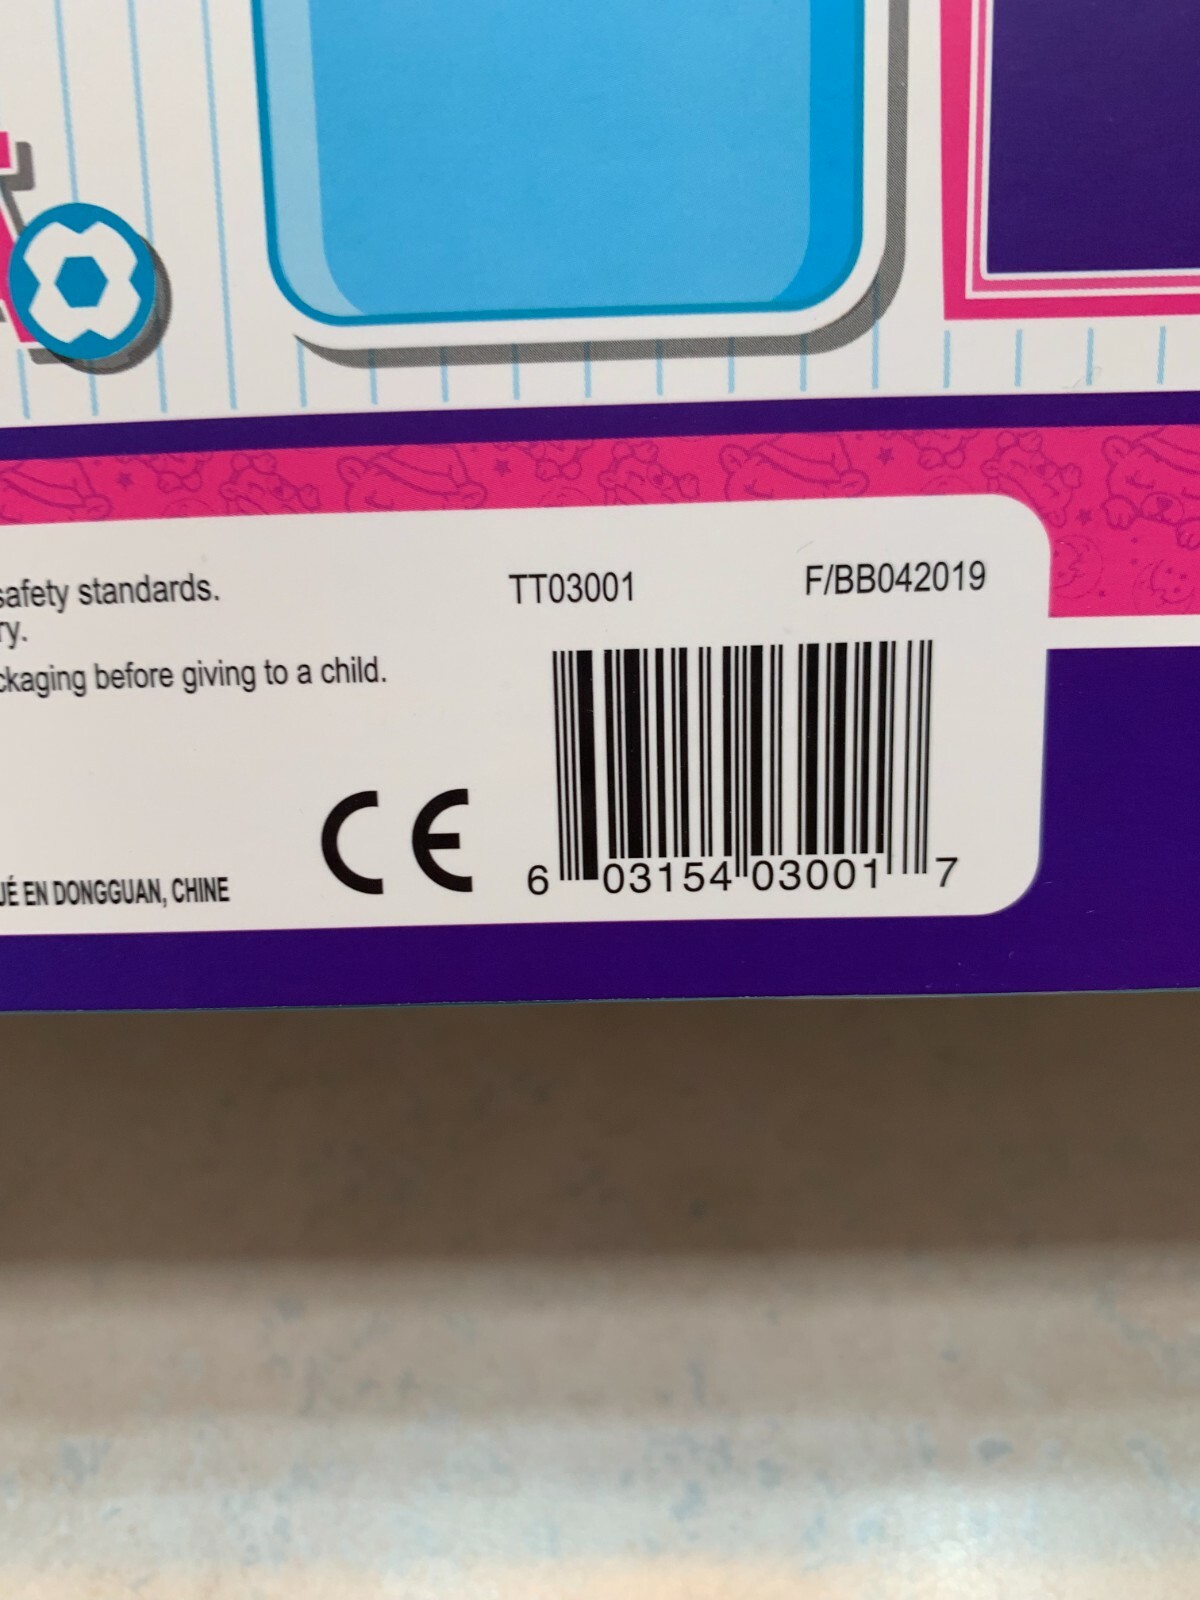 safety standards.
ry.
ckaging before giving to a child.
TT03001 F/BB042019
CE
UÉ EN DONGGUAN, CHINE
6 03154 03001 7